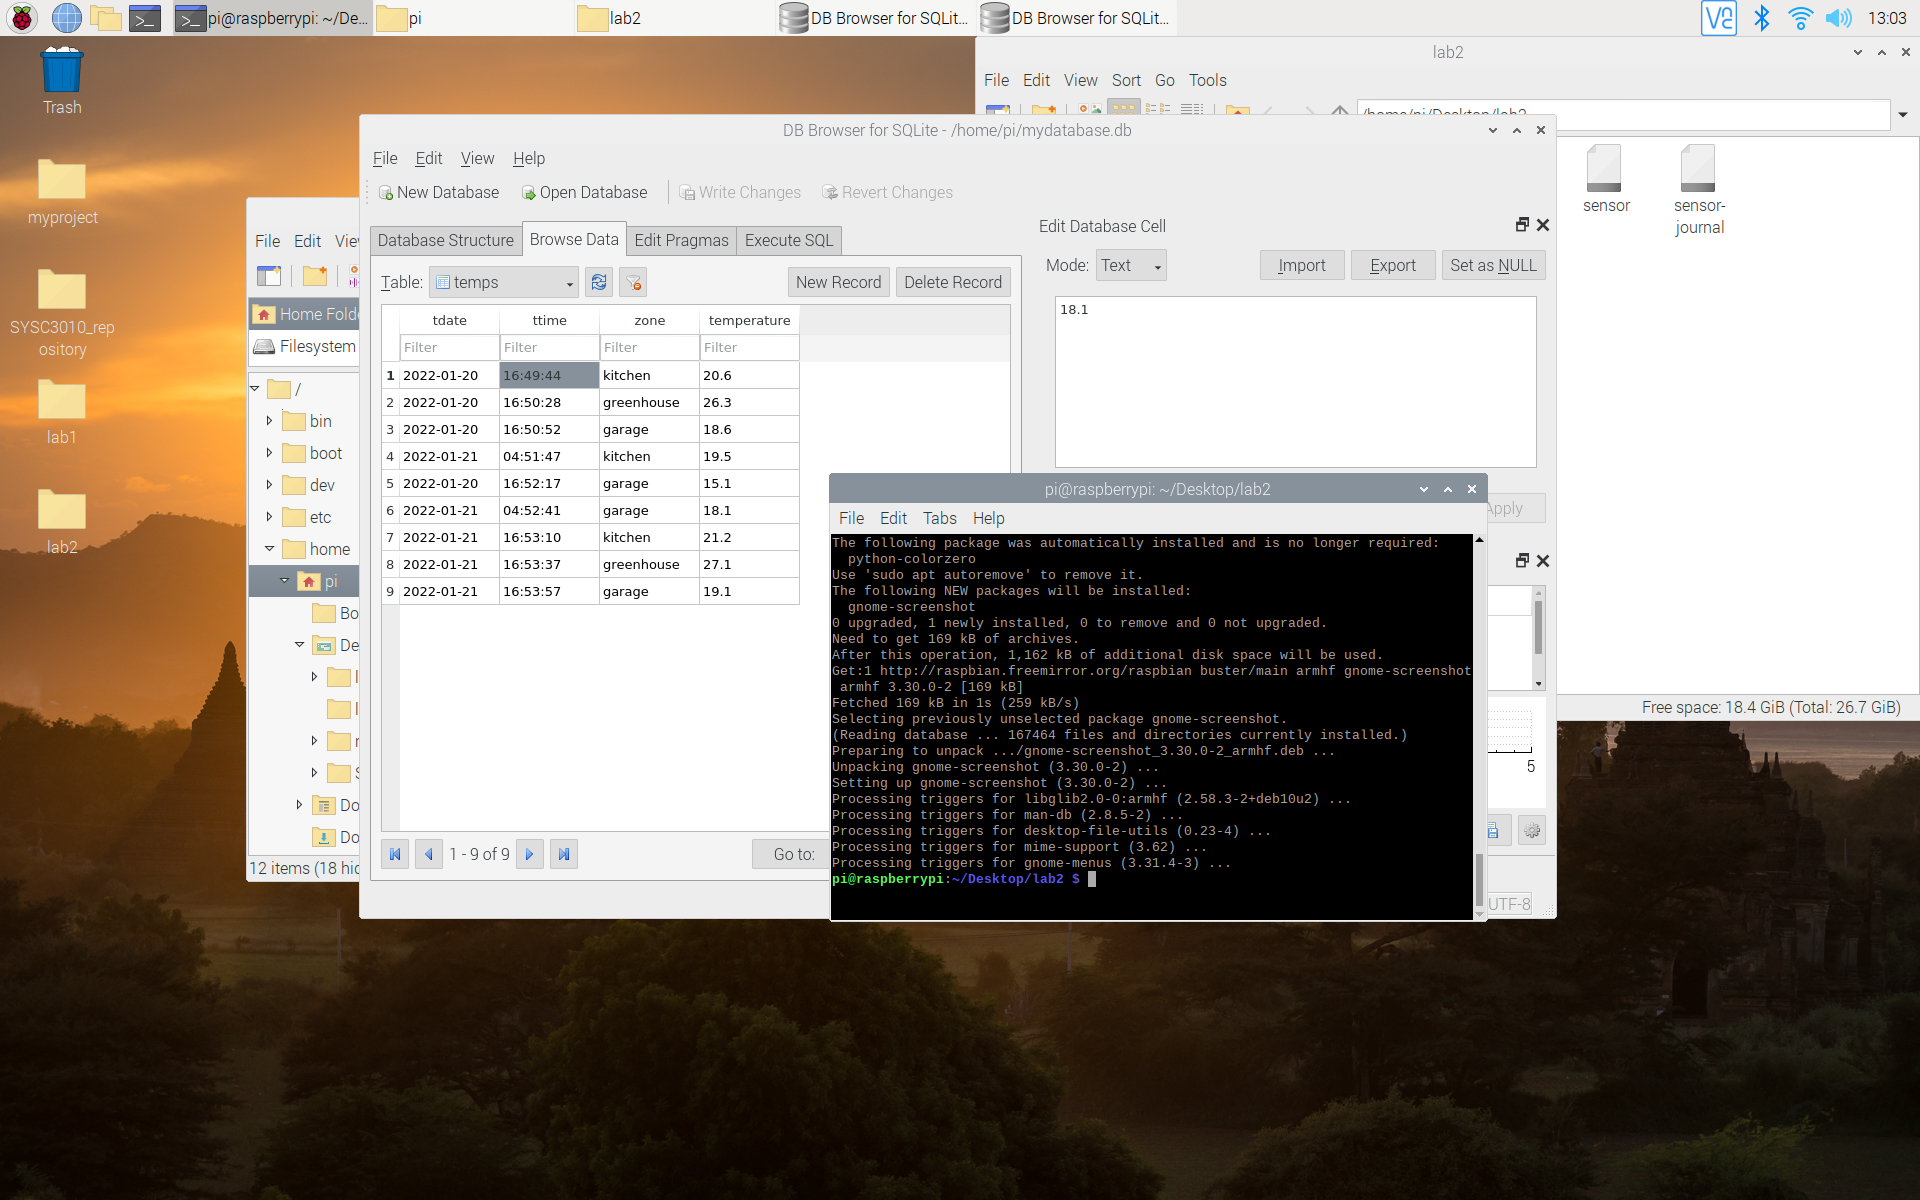 pi@raspberrypi: ~/De...
pi
lab2
DB Browser for SQLit...
DB Browser for SQLit...
13:03
Trash
myproject
SYSC3010_rep
ository
lab1
lab2
lab2
File Edit View Sort Go Tools
/home/pi/Desktop/lab2
sensor
sensor-
journal
Free space: 18.4 GiB (Total: 26.7 GiB)
File Edit Vie
Home Folde
Filesystem
/
bin
boot
dev
etc
home
pi
Bo
De
Do
Do
12 items (18 hid
DB Browser for SQLite - /home/pi/mydatabase.db
File Edit View Help
New Database Open Database Write Changes Revert Changes
Database Structure Browse Data Edit Pragmas Execute SQL
Table: temps New Record Delete Record
tdate ttime zone temperature
Filter Filter Filter Filter
1 2022-01-20 16:49:44 kitchen 20.6
2 2022-01-20 16:50:28 greenhouse 26.3
3 2022-01-20 16:50:52 garage 18.6
4 2022-01-21 04:51:47 kitchen 19.5
5 2022-01-20 16:52:17 garage 15.1
6 2022-01-21 04:52:41 garage 18.1
7 2022-01-21 16:53:10 kitchen 21.2
8 2022-01-21 16:53:37 greenhouse 27.1
9 2022-01-21 16:53:57 garage 19.1
1 - 9 of 9
Go to:
Edit Database Cell
Mode: Text Import Export Set as NULL
18.1
Apply
5
UTF-8
pi@raspberrypi: ~/Desktop/lab2
File Edit Tabs Help
The following package was automatically installed and is no longer required:
python-colorzero
Use 'sudo apt autoremove' to remove it.
The following NEW packages will be installed:
gnome-screenshot
0 upgraded, 1 newly installed, 0 to remove and 0 not upgraded.
Need to get 169 kB of archives.
After this operation, 1,162 kB of additional disk space will be used.
Get:1 http://raspbian.freemirror.org/raspbian buster/main armhf gnome-screenshot
armhf 3.30.0-2 [169 kB]
Fetched 169 kB in 1s (259 kB/s)
Selecting previously unselected package gnome-screenshot.
(Reading database ... 167464 files and directories currently installed.)
Preparing to unpack .../gnome-screenshot_3.30.0-2_armhf.deb ...
Unpacking gnome-screenshot (3.30.0-2) ...
Setting up gnome-screenshot (3.30.0-2) ...
Processing triggers for libglib2.0-0:armhf (2.58.3-2+deb10u2) ...
Processing triggers for man-db (2.8.5-2) ...
Processing triggers for desktop-file-utils (0.23-4) ...
Processing triggers for mime-support (3.62) ...
Processing triggers for gnome-menus (3.31.4-3) ...
pi@raspberrypi:~/Desktop/lab2 $